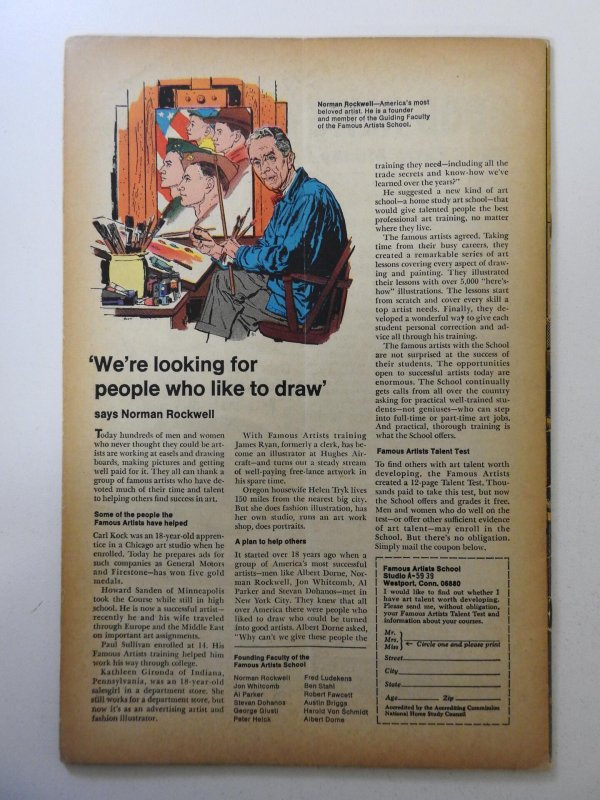 Norman Rockwell—America's most
beloved artist. He is a founder
and member of the Guiding Faculty
of the Famous Artists School.
'We're looking for
people who like to draw'
says Norman Rockwell
Today hundreds of men and women
who never thought they could be art-
ists are working at easels and drawing
boards, making pictures and getting
well paid for it. They all can thank a
group of famous artists who have de-
voted much of their time and talent
to helping others find success in art.
Some of the people the
Famous Artists have helped
Carl Kock was an 18-year-old appren-
tice in a Chicago art studio when he
enrolled. Today he prepares ads for
such companies as General Motors
and Firestone—has won five gold
medals.
Howard Sanden of Minneapolis
took the Course while still in high
school. He is now a successful artist—
recently he and his wife traveled
through Europe and the Middle East
on important art assignments.
Paul Sullivan enrolled at 14. His
Famous Artists training helped him
work his way through college.
Kathleen Gironda of Indiana,
Pennsylvania, was an 18-year-old
salesgirl in a department store. She
still works for a department store, but
now it's as an advertising artist and
fashion illustrator.
With Famous Artists training
James Ryan, formerly a clerk, has be-
come an illustrator at Hughes Air-
craft—and turns out a steady stream
of well-paying free-lance artwork in
his spare time.
Oregon housewife Helen Tryk lives
150 miles from the nearest big city.
But she does fashion illustration, has
her own studio, runs an art work
shop, does portraits.
A plan to help others
It started over 18 years ago when a
group of America's most successful
artists—men like Albert Dorne, Nor-
man Rockwell, Jon Whitcomb, Al
Parker and Stevan Dohanos—met in
New York City. They knew that all
over America there were people who
liked to draw who could be turned
into good artists. Albert Dorne asked,
"Why can't we give these people the
Founding Faculty of the
Famous Artists School
Norman Rockwell
Jon Whitcomb
Al Parker
Stevan Dohanos
George Giusti
Peter Helck
Fred Ludekens
Ben Stahl
Robert Fawcett
Austin Briggs
Harold Von Schmidt
Albert Dorne
training they need—including all the
trade secrets and know-how we've
learned over the years?"
He suggested a new kind of art
school—a home study art school—that
would give talented people the best
professional art training, no matter
where they live.
The famous artists agreed. Taking
time from their busy careers, they
created a remarkable series of art
lessons covering every aspect of draw-
ing and painting. They illustrated
their lessons with over 5,000 "here's-
how" illustrations. The lessons start
from scratch and cover every skill a
top artist needs. Finally, they de-
veloped a wonderful way to give each
student personal correction and ad-
vice all through his training.
The famous artists with the School
are not surprised at the success of
their students. The opportunities
open to successful artists today are
enormous. The School continually
gets calls from all over the country
asking for practical well-trained stu-
dents—not geniuses—who can step
into full-time or part-time art jobs.
And practical, thorough training is
what the School offers.
Famous Artists Talent Test
To find others with art talent worth
developing, the Famous Artists
created a 12-page Talent Test. Thou-
sands paid to take this test, but now
the School offers and grades it free.
Men and women who do well on the
test—or offer other sufficient evidence
of art talent—may enroll in the
School. But there's no obligation.
Simply mail the coupon below.
Famous Artists School
Studio A-59 39
Westport, Conn. 06880
I would like to find out whether I
have art talent worth developing.
Please send me, without obligation,
your Famous Artists Talent Test and
information about your courses.
Mr.
Mrs.
Miss
Circle one and please print
Street
City
State
Age Zip
Accredited by the Accrediting Commission
National Home Study Council